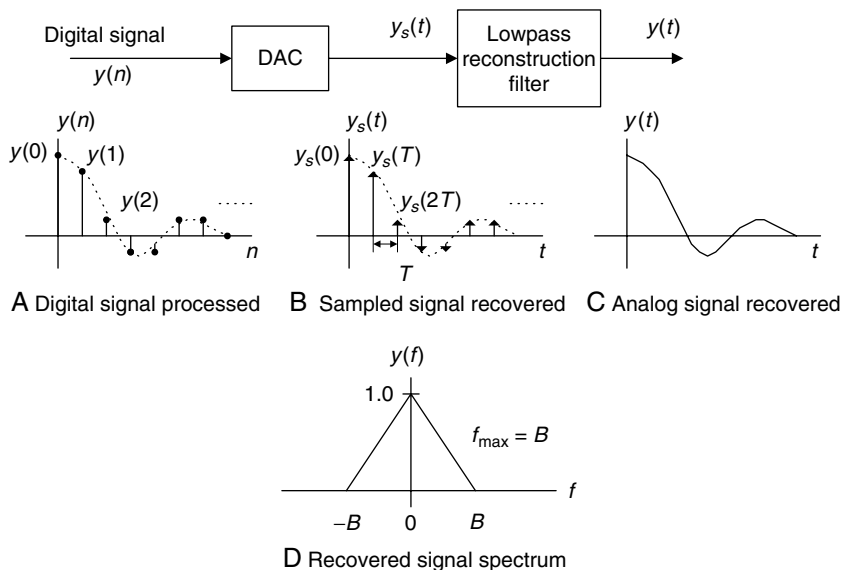 Digital signal
y(n)
DAC
y_s(t)
Lowpass
reconstruction
filter
y(t)
y(n)
y(0)
y(1)
y(2)
n
A Digital signal processed
y_s(t)
y_s(0)
y_s(T)
y_s(2T)
T
t
B Sampled signal recovered
y(t)
t
C Analog signal recovered
y(f)
1.0
f_max = B
f
−B 0 B
D Recovered signal spectrum